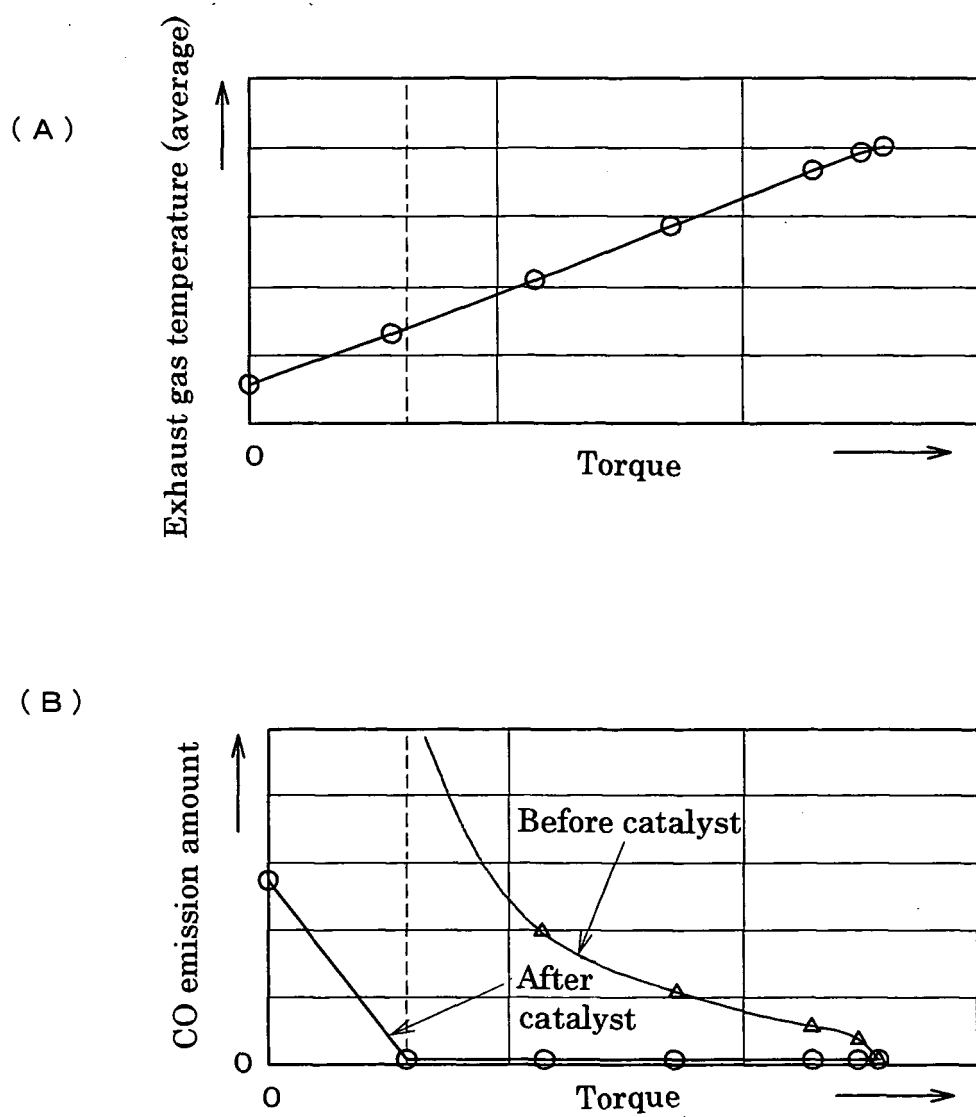 (A)
Exhaust gas temperature (average)
0
Torque
(B)
CO emission amount
Before catalyst
After
catalyst
0
0
Torque